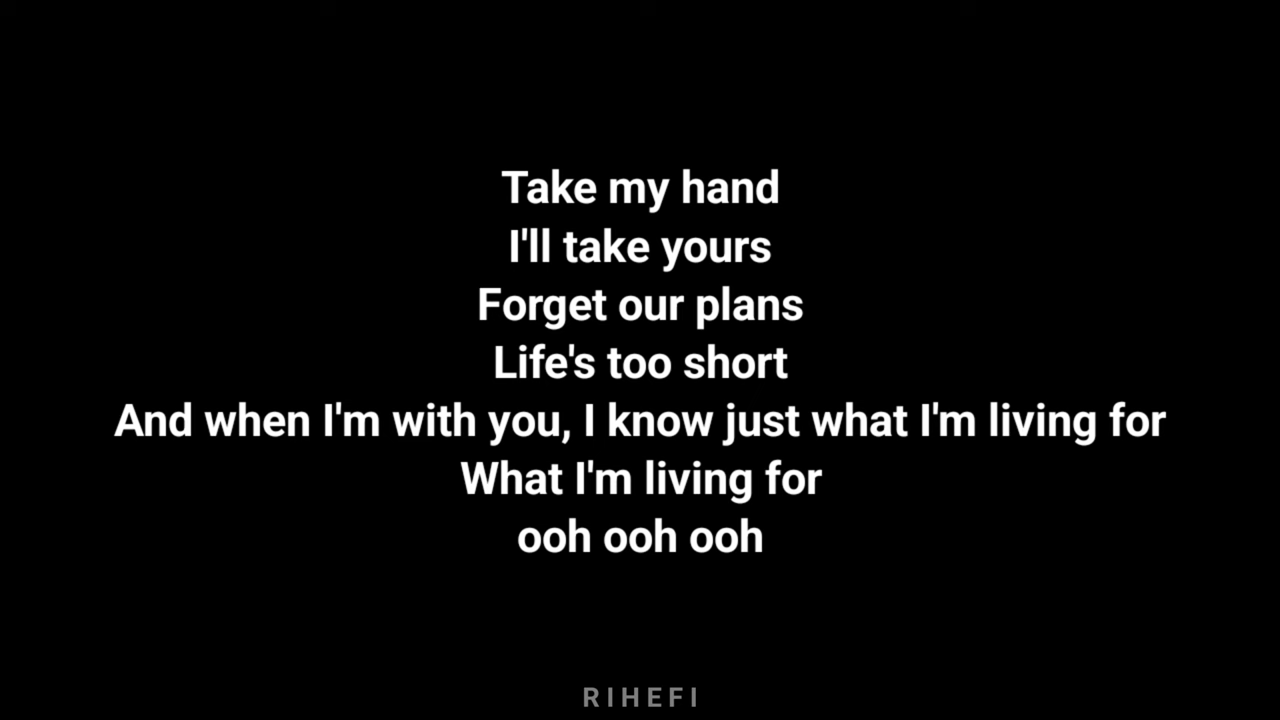 Take my hand
I'll take yours
Forget our plans
Life's too short
And when I'm with you, I know just what I'm living for
What I'm living for
ooh ooh ooh
RIHEFI